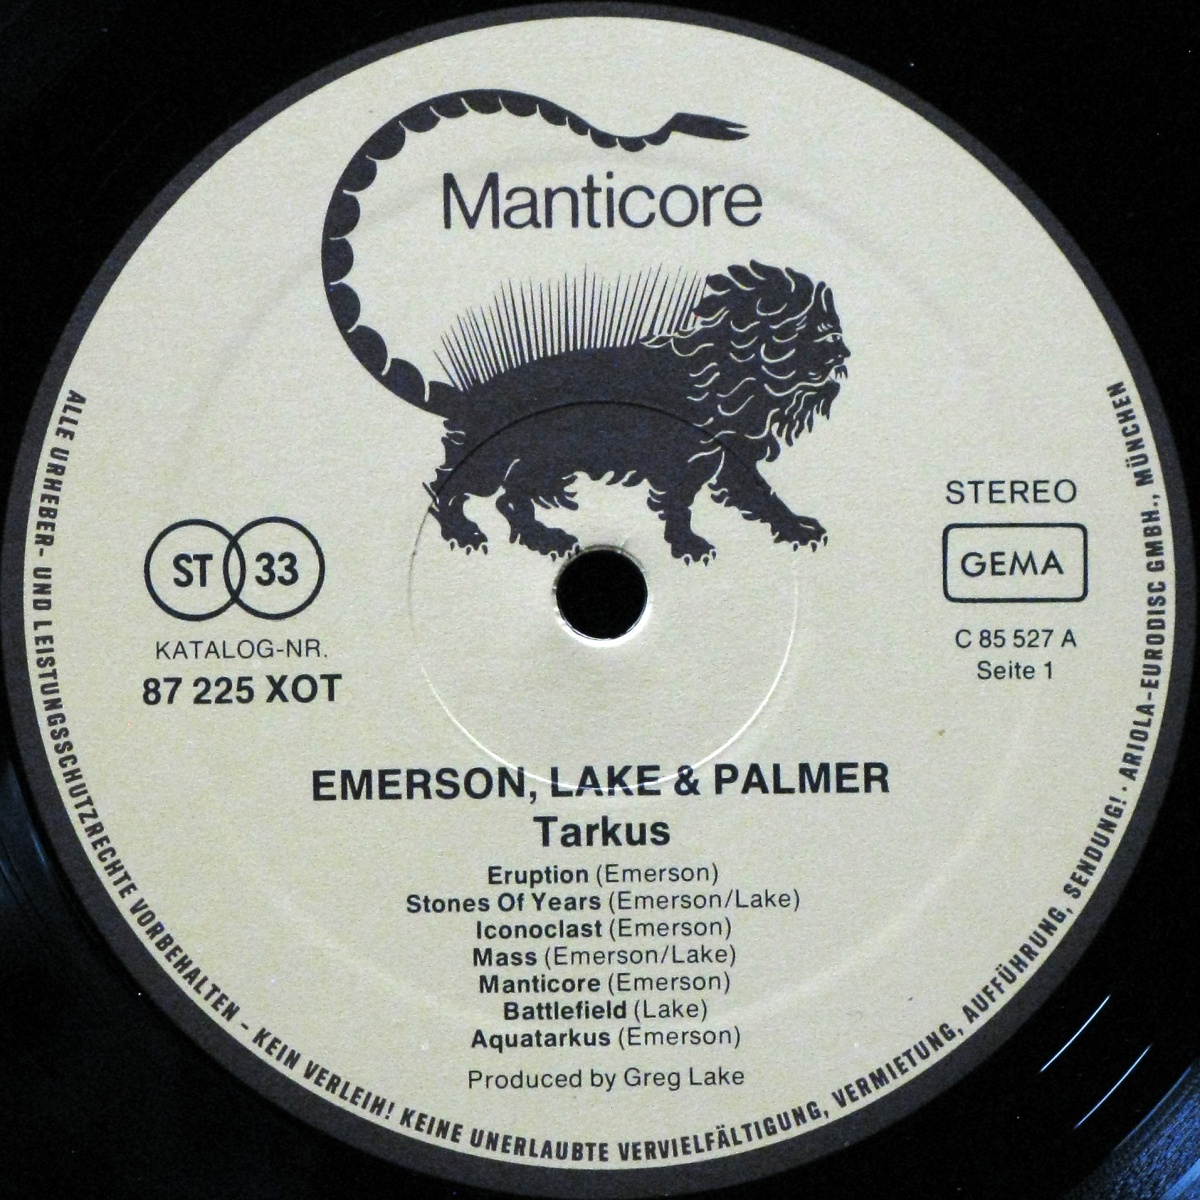 Manticore
STEREO
ST 33
GEMA
KATALOG-NR.
87 225 XOT
C 85 527 A
Seite 1
EMERSON, LAKE & PALMER
Tarkus
Eruption (Emerson)
Stones Of Years (Emerson/Lake)
Iconoclast (Emerson)
Mass (Emerson/Lake)
Manticore (Emerson)
Battlefield (Lake)
Aquatarkus (Emerson)
Produced by Greg Lake
ALLE URHEBER- UND LEISTUNGSSCHUTZRECHTE VORBEHALTEN - KEIN VERLEIH! KEINE UNERLAUBTE VERVIELFÄLTIGUNG, VERMIETUNG, AUFFÜHRUNG, SENDUNG! · ARIOLA-EURODISC GMBH., MÜNCHEN